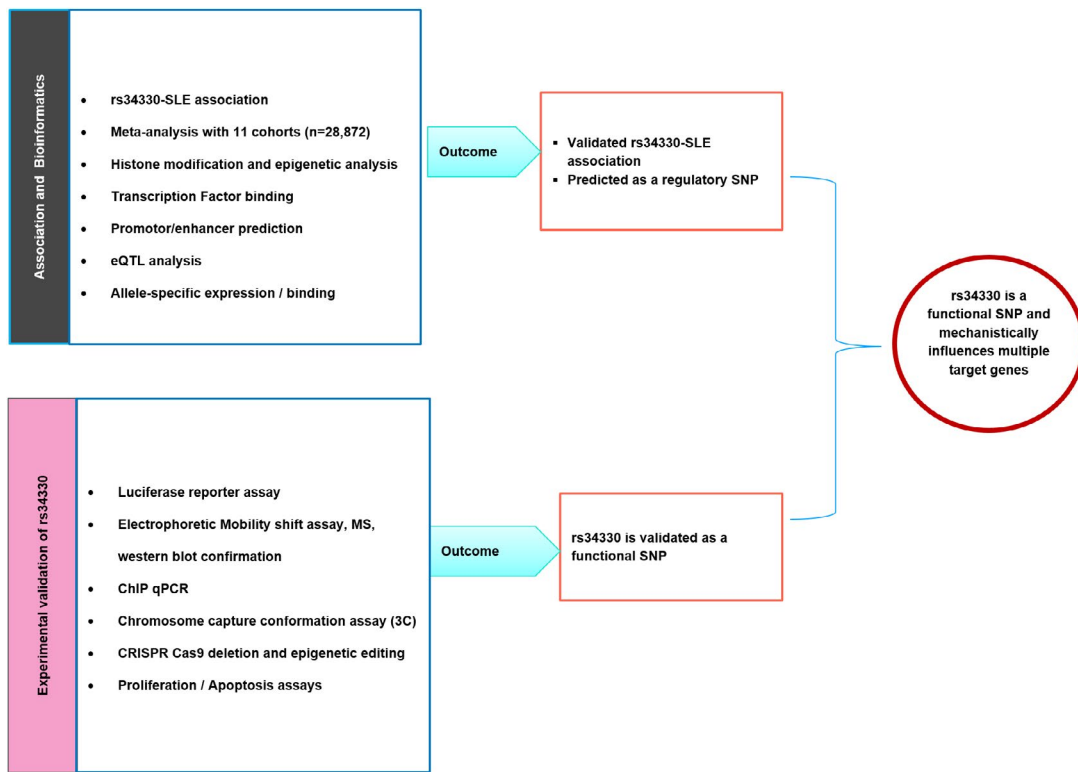 Association and Bioinformatics
• rs34330-SLE association
• Meta-analysis with 11 cohorts (n=28,872)
• Histone modification and epigenetic analysis
• Transcription Factor binding
• Promotor/enhancer prediction
• eQTL analysis
• Allele-specific expression / binding
Outcome
▪ Validated rs34330-SLE
association
▪ Predicted as a regulatory SNP
rs34330 is a
functional SNP and
mechanistically
influences multiple
target genes
Experimental validation of rs34330
• Luciferase reporter assay
• Electrophoretic Mobility shift assay, MS,
western blot confirmation
• ChIP qPCR
• Chromosome capture conformation assay (3C)
• CRISPR Cas9 deletion and epigenetic editing
• Proliferation / Apoptosis assays
Outcome
rs34330 is validated as a
functional SNP